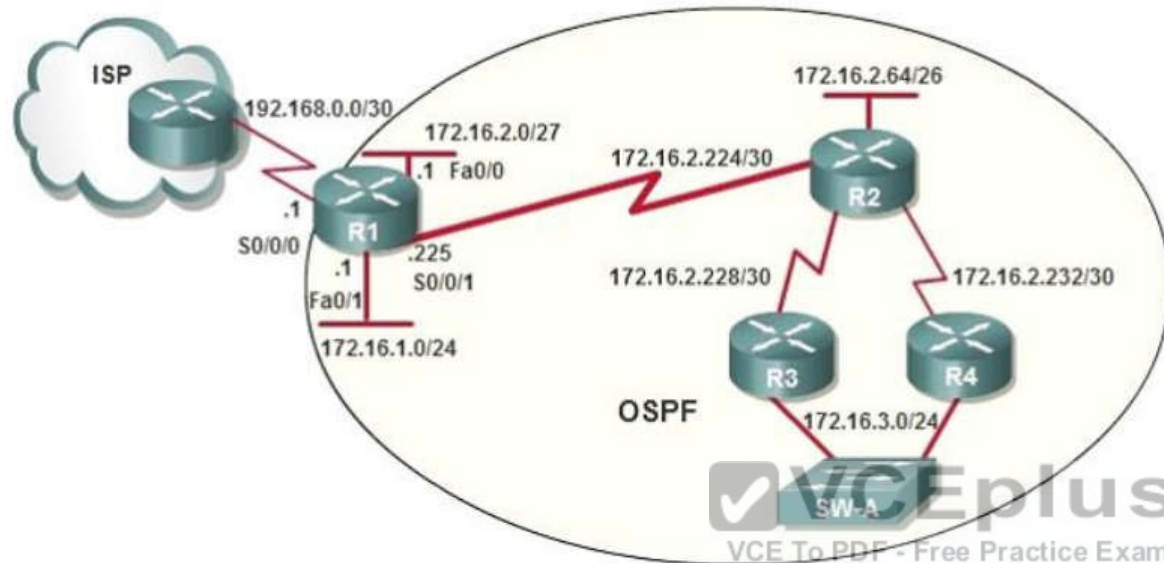 ISP
192.168.0.0/30
172.16.2.0/27
.1 Fa0/0
.1
R1
S0/0/0
.225
S0/0/1
.1
Fa0/1
172.16.1.0/24
172.16.2.224/30
172.16.2.64/26
R2
172.16.2.228/30
172.16.2.232/30
R3
R4
OSPF
172.16.3.0/24
SW-A
VCEplus
VCE To PDF - Free Practice Exam